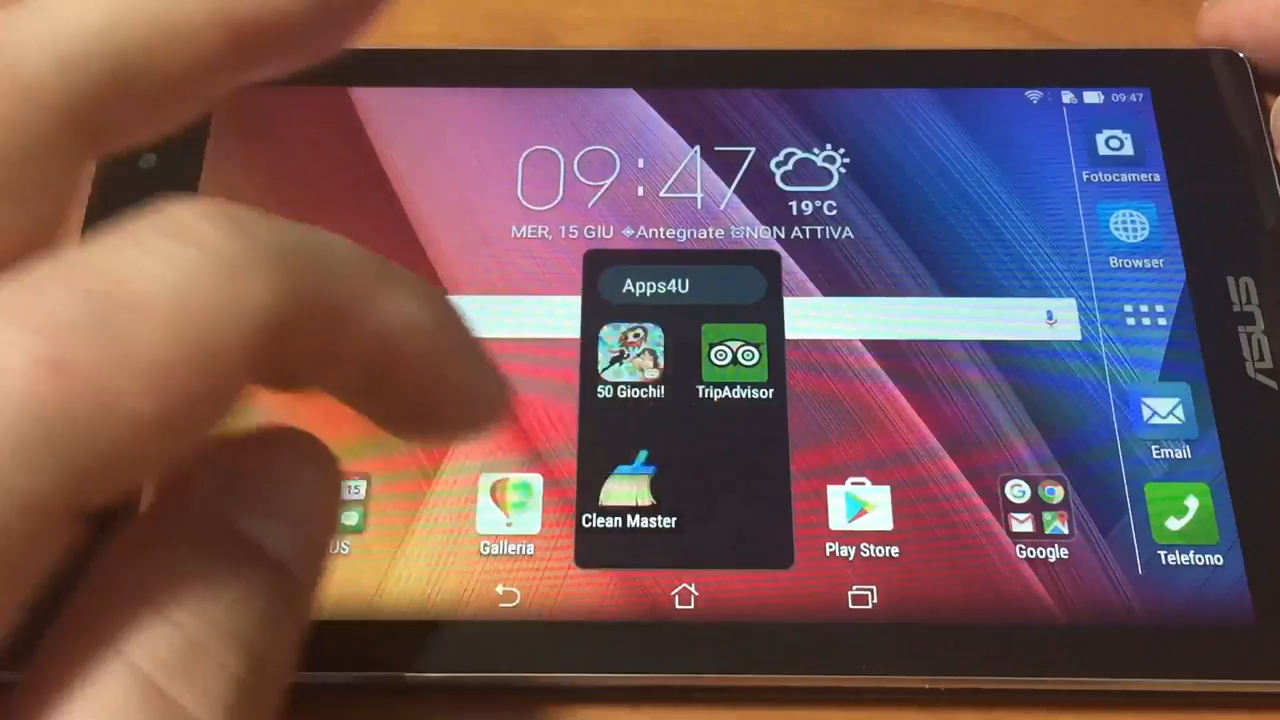 09:47
Fotocamera
09:47
19°C
MER, 15 GIU Antegnate NON ATTIVA
Browser
Apps4U
ASUS
50 Giochi!
TripAdvisor
Email
15
Clean Master
US
Galleria
Play Store
Google
Telefono